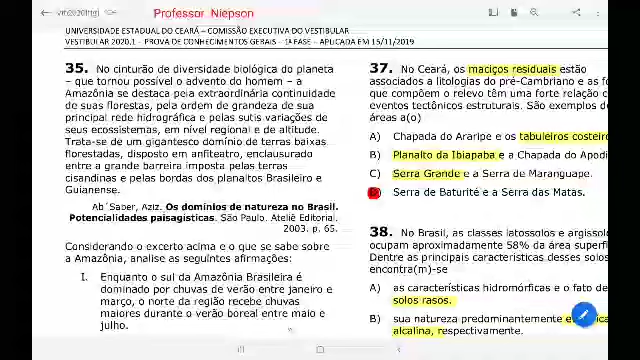 vtr2020fng1
Professor Niepson
UNIVERSIDADE ESTADUAL DO CEARÁ – COMISSÃO EXECUTIVA DO VESTIBULAR
VESTIBULAR 2020.1 - PROVA DE CONHECIMENTOS GERAIS - 1ª FASE – APLICADA EM 15/11/2019
35. No cinturão de diversidade biológica do planeta
– que tornou possível o advento do homem – a
Amazônia se destaca pela extraordinária continuidade
de suas florestas, pela ordem de grandeza de sua
principal rede hidrográfica e pelas sutis variações de
seus ecossistemas, em nível regional e de altitude.
Trata-se de um gigantesco domínio de terras baixas
florestadas, disposto em anfiteatro, enclausurado
entre a grande barreira imposta pelas terras
cisandinas e pelas bordas dos planaltos Brasileiro e
Guianense.
Ab´Saber, Aziz. Os domínios de natureza no Brasil.
Potencialidades paisagísticas. São Paulo. Ateliê Editorial.
2003. p. 65.
Considerando o excerto acima e o que se sabe sobre
a Amazônia, analise as seguintes afirmações:
I. Enquanto o sul da Amazônia Brasileira é
dominado por chuvas de verão entre janeiro e
março, o norte da região recebe chuvas
maiores durante o verão boreal entre maio e
julho.
37. No Ceará, os maciços residuais estão
associados a litologias do pré-Cambriano e as fo
que compõem o relevo têm uma forte relação c
eventos tectônicos estruturais. São exemplos d
áreas a(o)
A) Chapada do Araripe e os tabuleiros costeiro
B) Planalto da Ibiapaba e a Chapada do Apodi
C) Serra Grande e a Serra de Maranguape.
D) Serra de Baturité e a Serra das Matas.
38. No Brasil, as classes latossolos e argissol
ocupam aproximadamente 58% da área superfi
Dentre as principais características desses solos
encontra(m)-se
A) as características hidromórficas e o fato de
solos rasos.
B) sua natureza predominantemente e
alcalina, respectivamente.